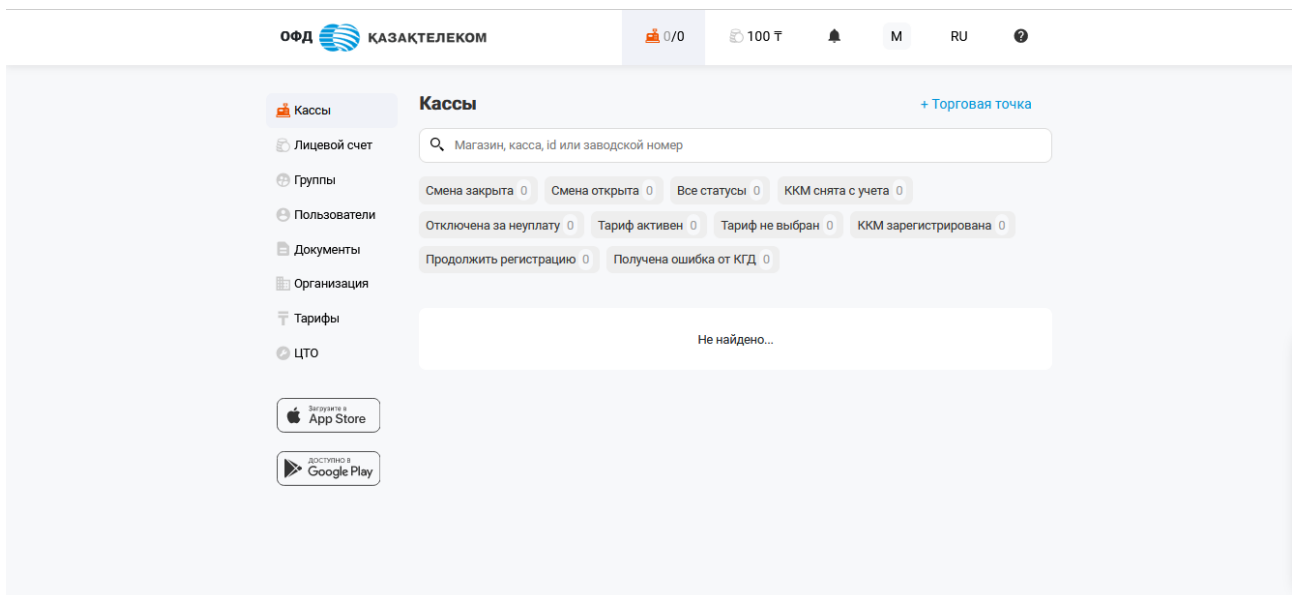 ОФД ҚАЗАҚТЕЛЕКОМ 0/0 100 ₸ M RU ?
Кассы
Лицевой счет
Группы
Пользователи
Документы
Организация
Тарифы
ЦТО
Загрузите в
App Store
ДОСТУПНО В
Google Play
Кассы + Торговая точка
Магазин, касса, id или заводской номер
Смена закрыта 0 Смена открыта 0 Все статусы 0 ККМ снята с учета 0
Отключена за неуплату 0 Тариф активен 0 Тариф не выбран 0 ККМ зарегистрирована 0
Продолжить регистрацию 0 Получена ошибка от КГД 0
Не найдено...